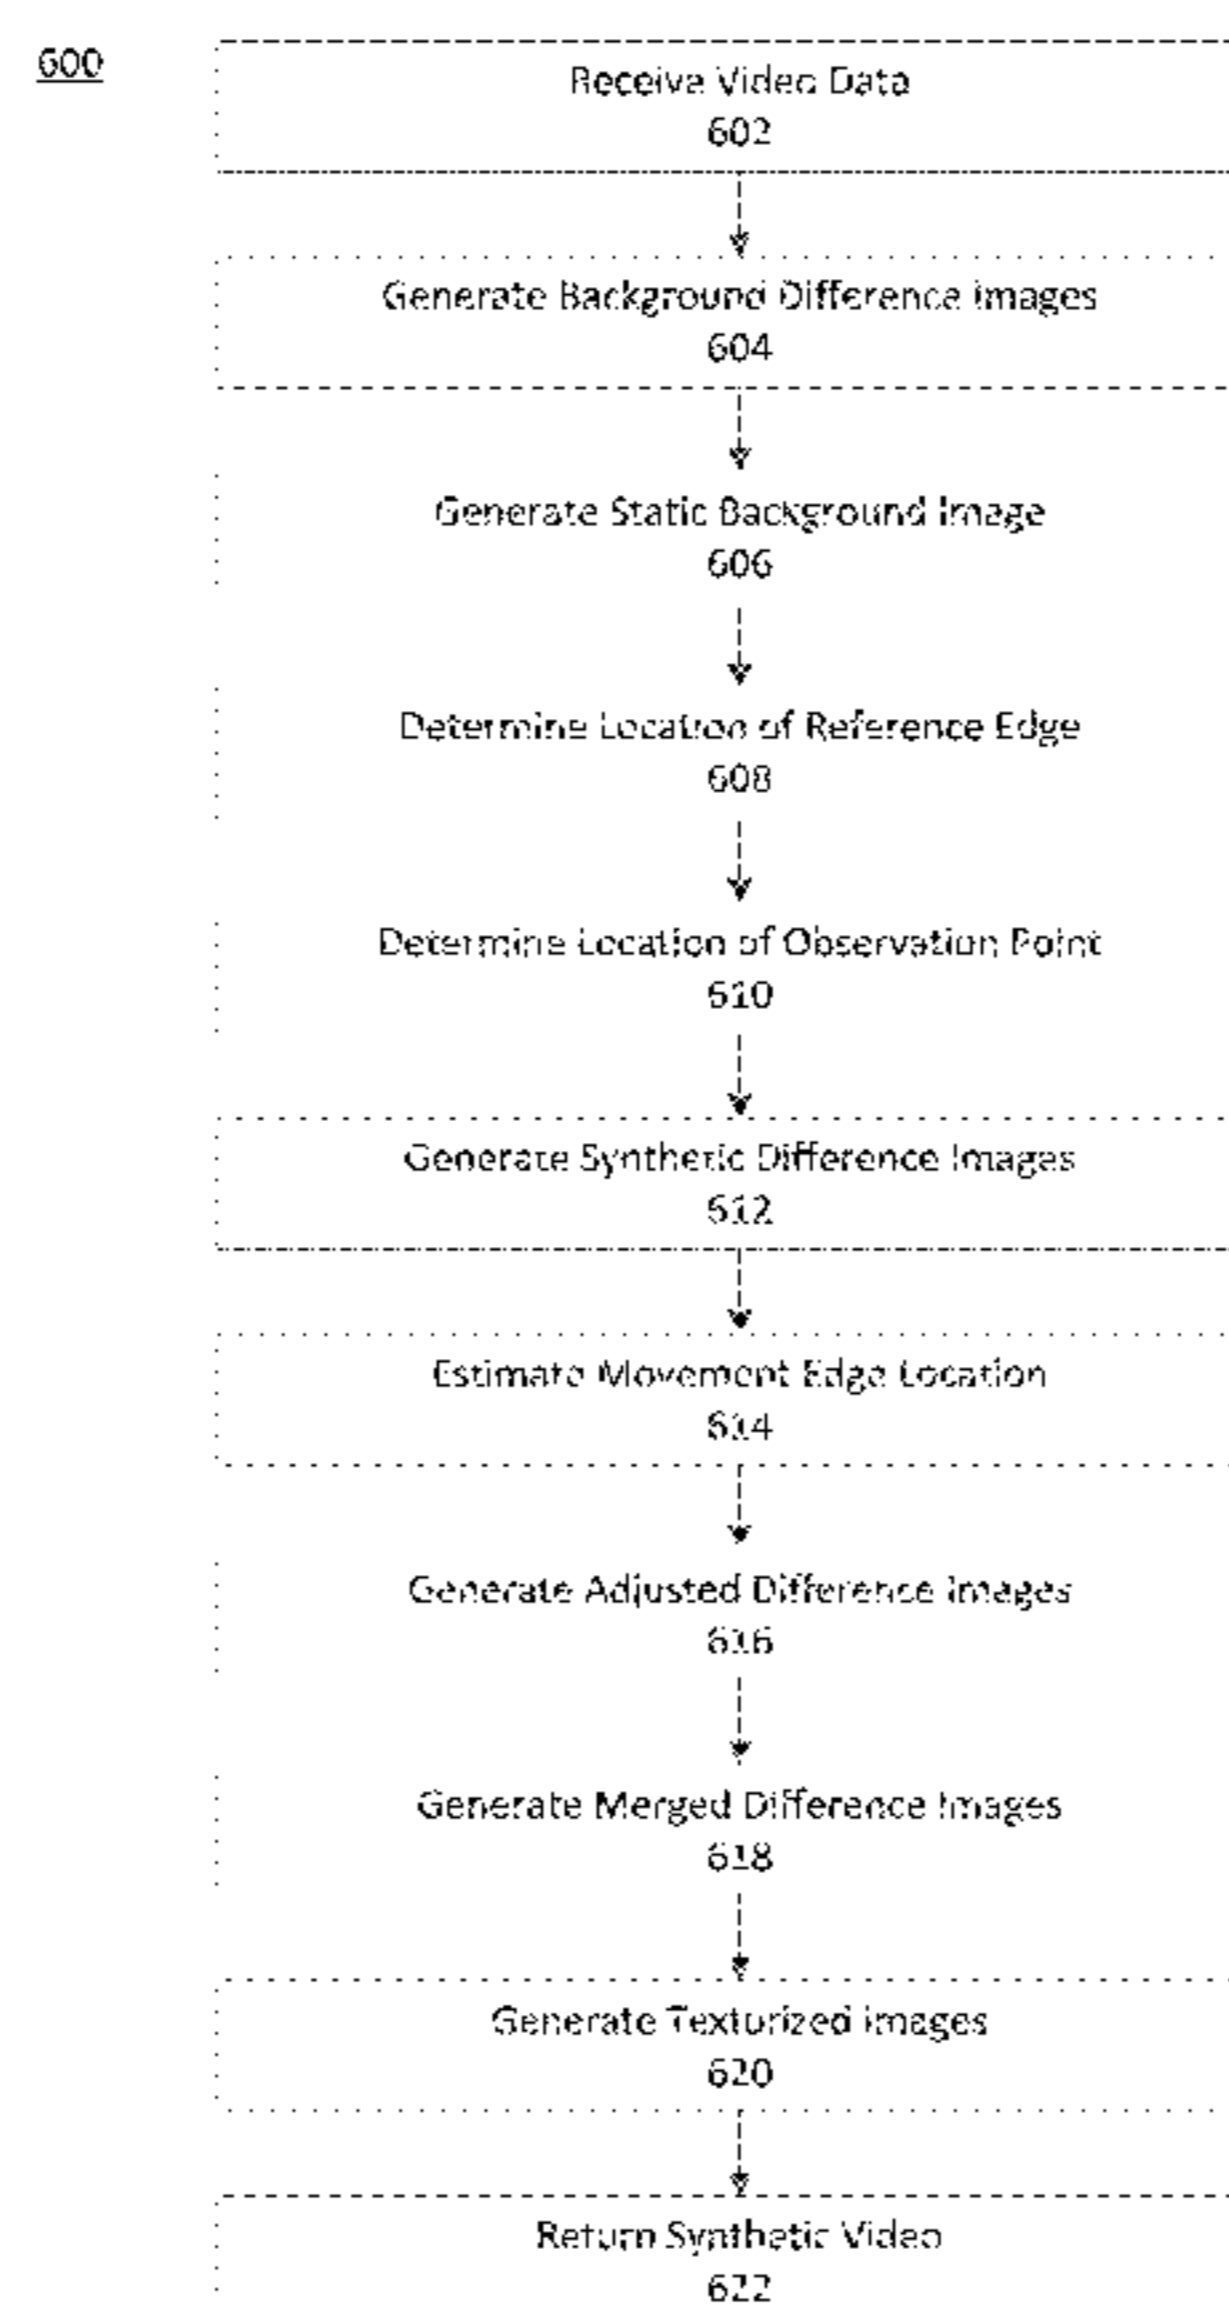 600
Receive Video Data
602
Generate Background Difference Images
604
Generate Static Background Image
606
Determine Location of Reference Edge
608
Determine Location of Observation Point
610
Generate Synthetic Difference Images
612
Estimate Movement Edge Location
614
Generate Adjusted Difference Images
616
Generate Merged Difference Images
618
Generate Texturized Images
620
Return Synthetic Video
622